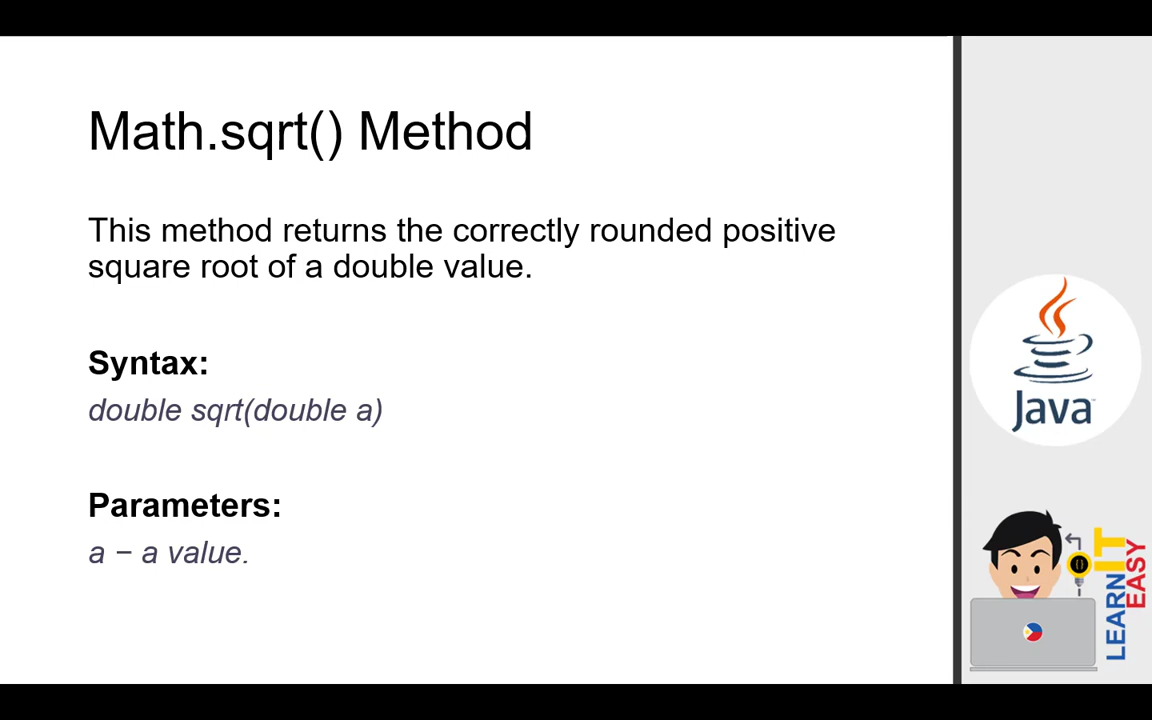 Math.sqrt() Method
This method returns the correctly rounded positive
square root of a double value.
Syntax:
double sqrt(double a)
Parameters:
a − a value.
Java™
LEARN IT
EASY